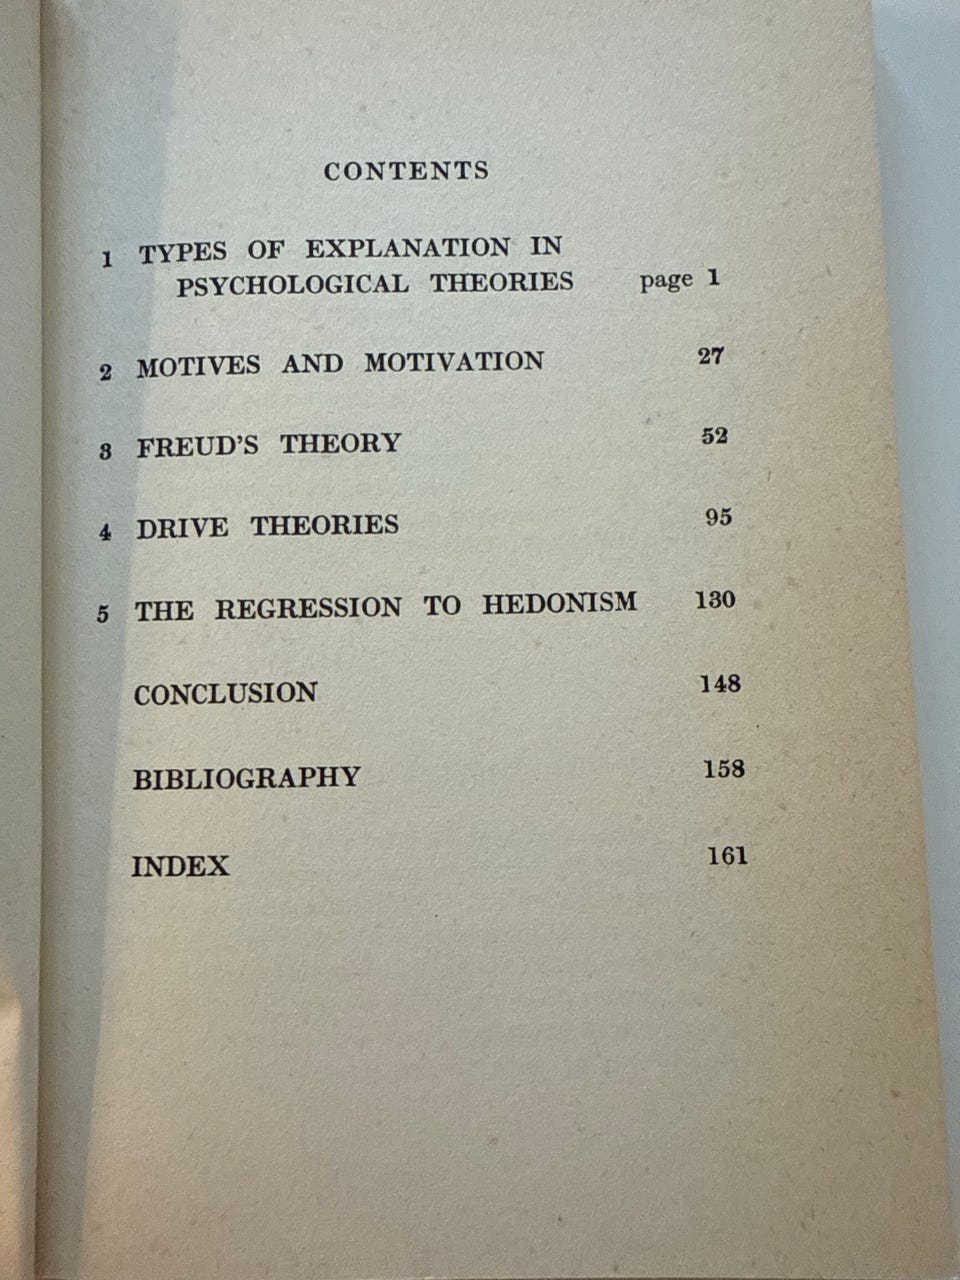 CONTENTS
1 TYPES OF EXPLANATION IN
PSYCHOLOGICAL THEORIES page 1
2 MOTIVES AND MOTIVATION 27
3 FREUD'S THEORY 52
4 DRIVE THEORIES 95
5 THE REGRESSION TO HEDONISM 130
CONCLUSION 148
BIBLIOGRAPHY 158
INDEX 161